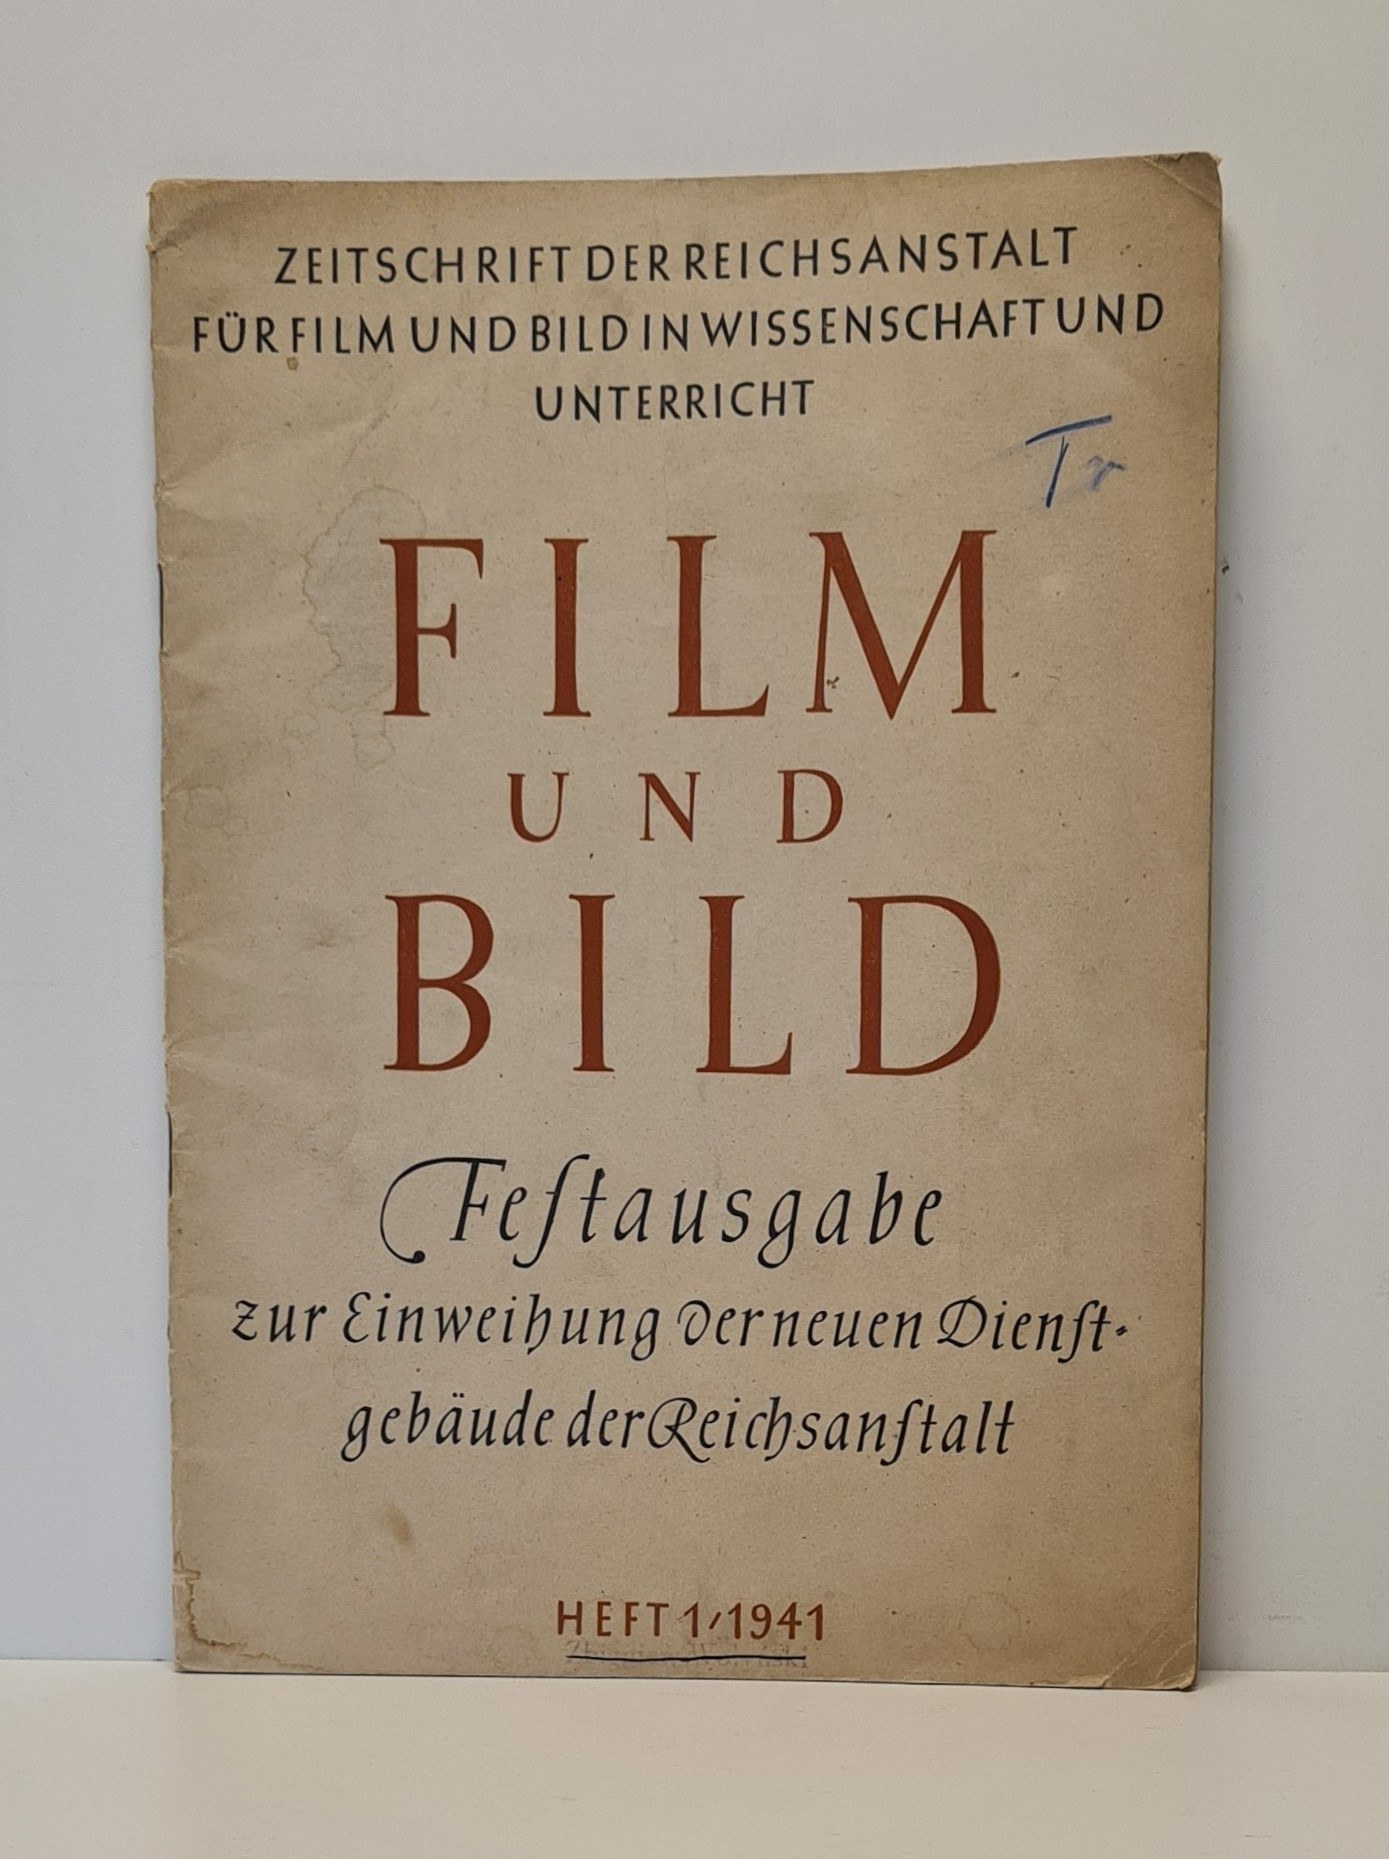 ZEITSCHRIFT DER REICHSANSTALT
FÜR FILM UND BILD IN WISSENSCHAFT UND
UNTERRICHT
Tr
FILM
UND
BILD
Feſtausgabe
zur Einweihung der neuen Dienſt-
gebäude der Reichsanſtalt
HEFT 1/1941